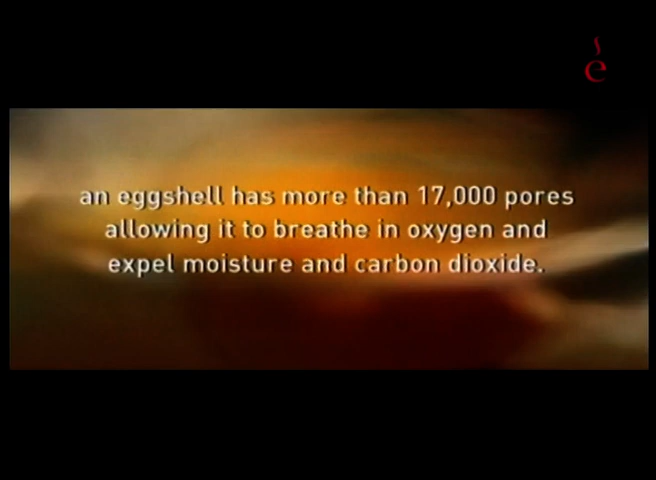 e
an eggshell has more than 17,000 pores
allowing it to breathe in oxygen and
expel moisture and carbon dioxide.